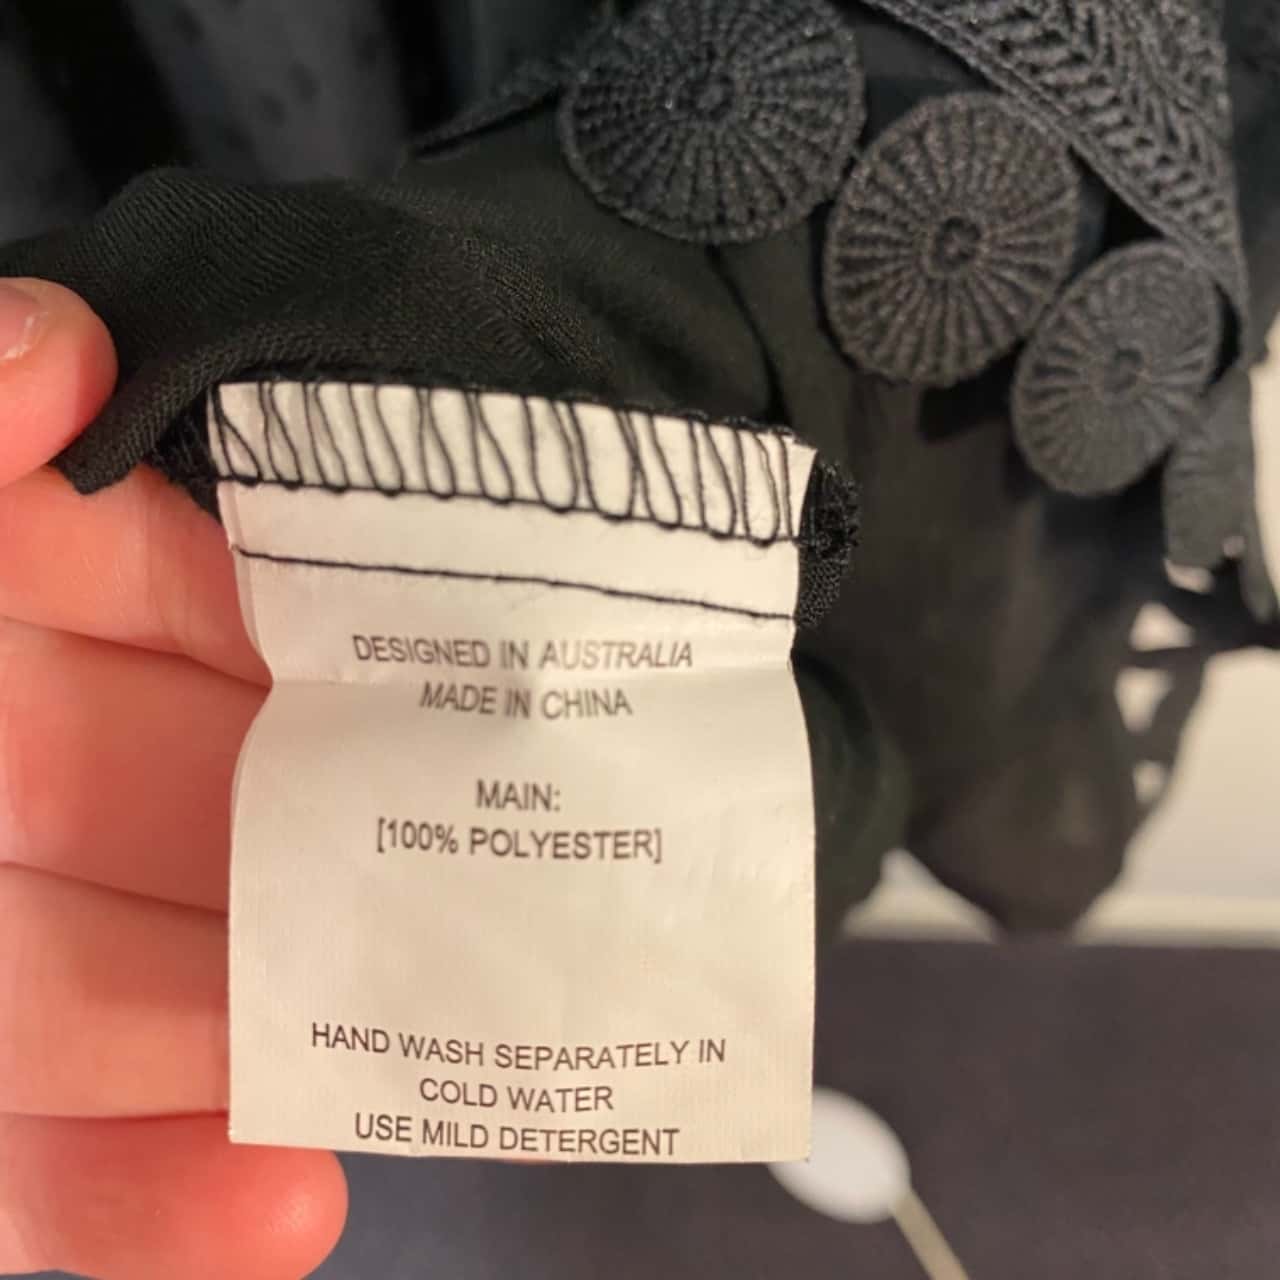 DESIGNED IN AUSTRALIA
MADE IN CHINA
MAIN:
[100% POLYESTER]
HAND WASH SEPARATELY IN
COLD WATER
USE MILD DETERGENT